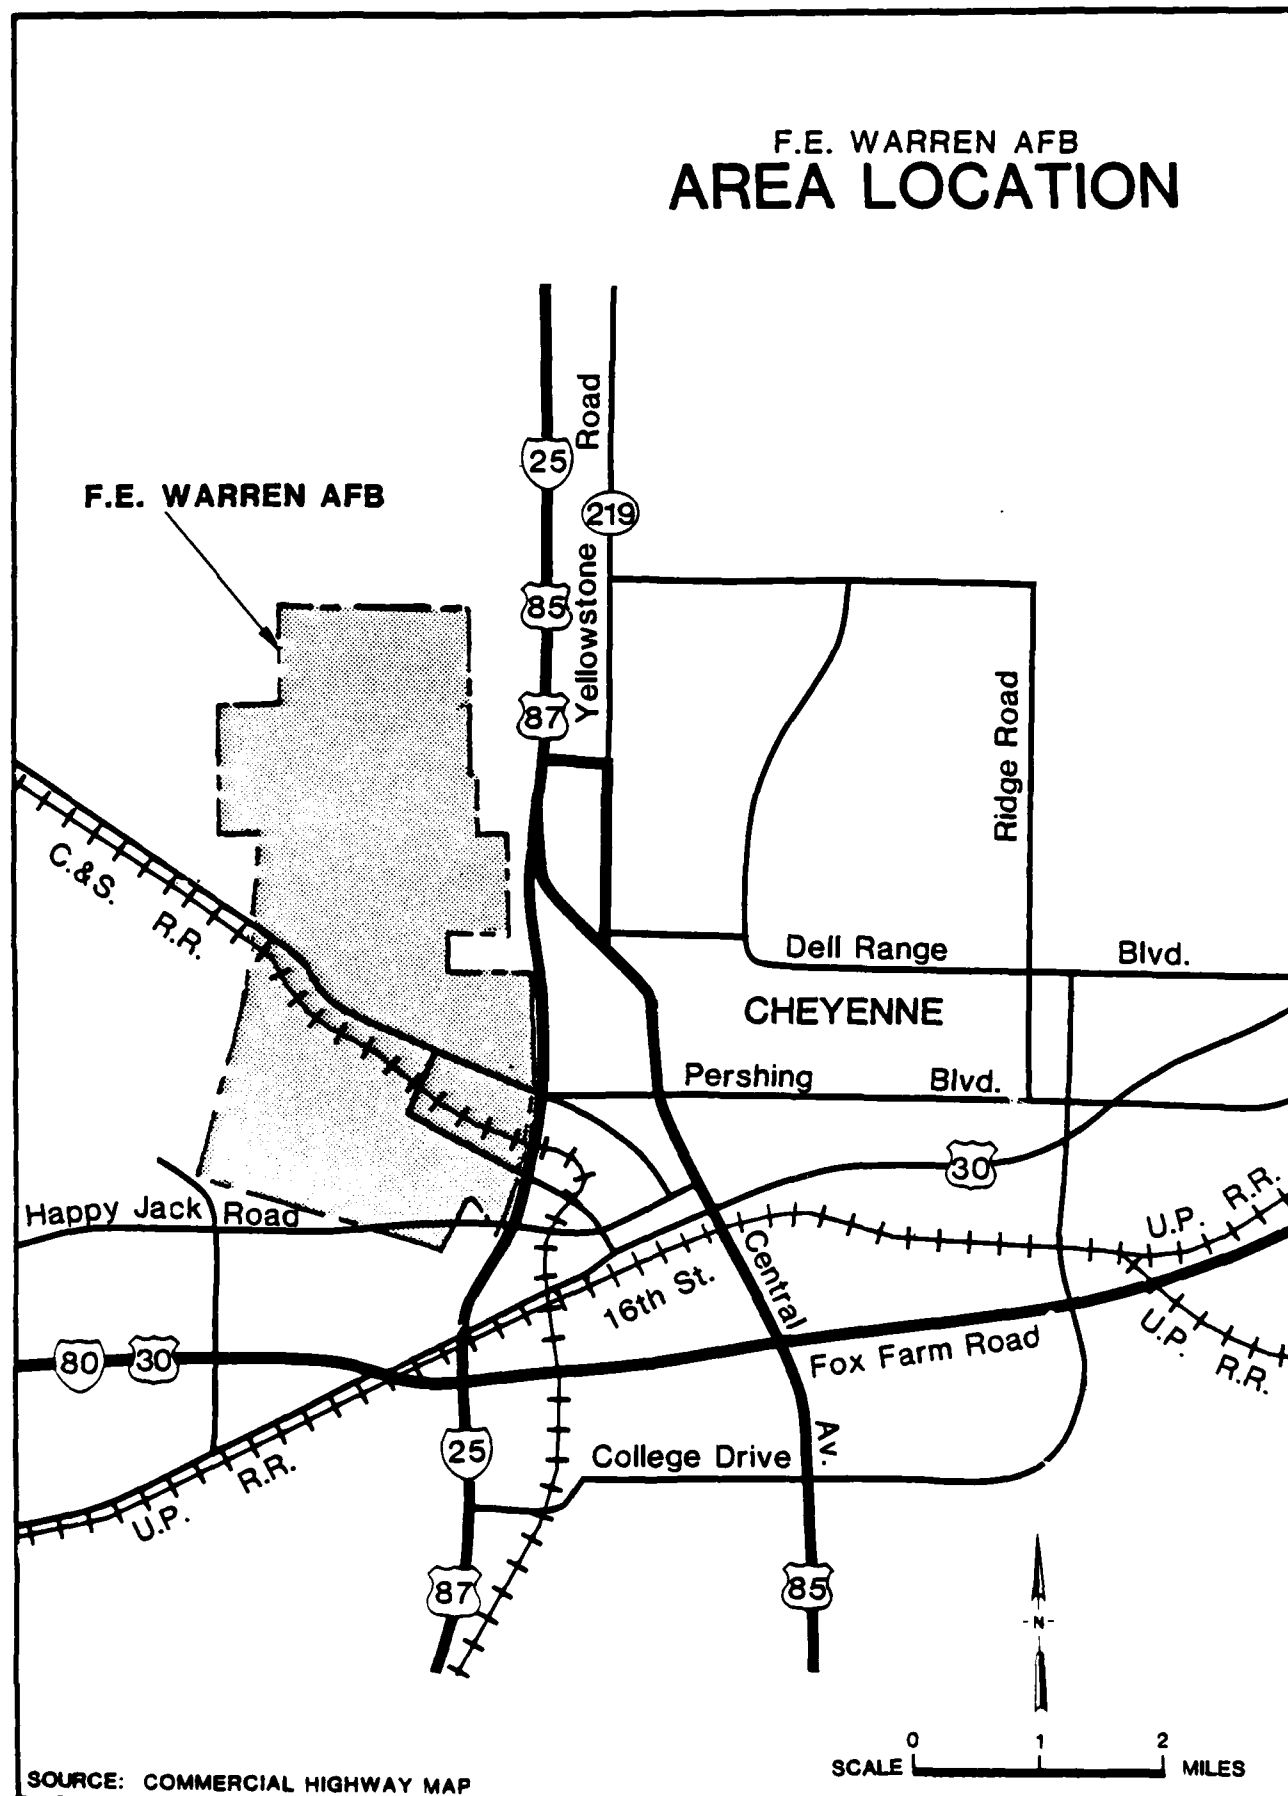 F.E. WARREN AFB
AREA LOCATION
Road
25
F.E. WARREN AFB
219
Yellowstone
85
87
Ridge Road
C.&S. R.R.
Dell Range Blvd.
CHEYENNE
Pershing Blvd.
30
Happy Jack Road
U.P. R.R.
16th St.
Central Av.
80
30
Fox Farm Road
U.P. R.R.
25
College Drive
U.P. R.R.
87
85
-N-
0 1 2
SCALE MILES
SOURCE: COMMERCIAL HIGHWAY MAP